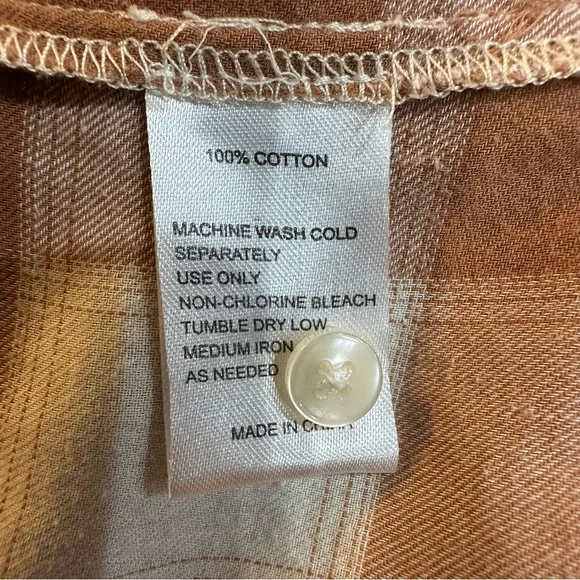 100% COTTON
MACHINE WASH COLD
SEPARATELY
USE ONLY
NON-CHLORINE BLEACH
TUMBLE DRY LOW
MEDIUM IRON
AS NEEDED
MADE IN CHINA